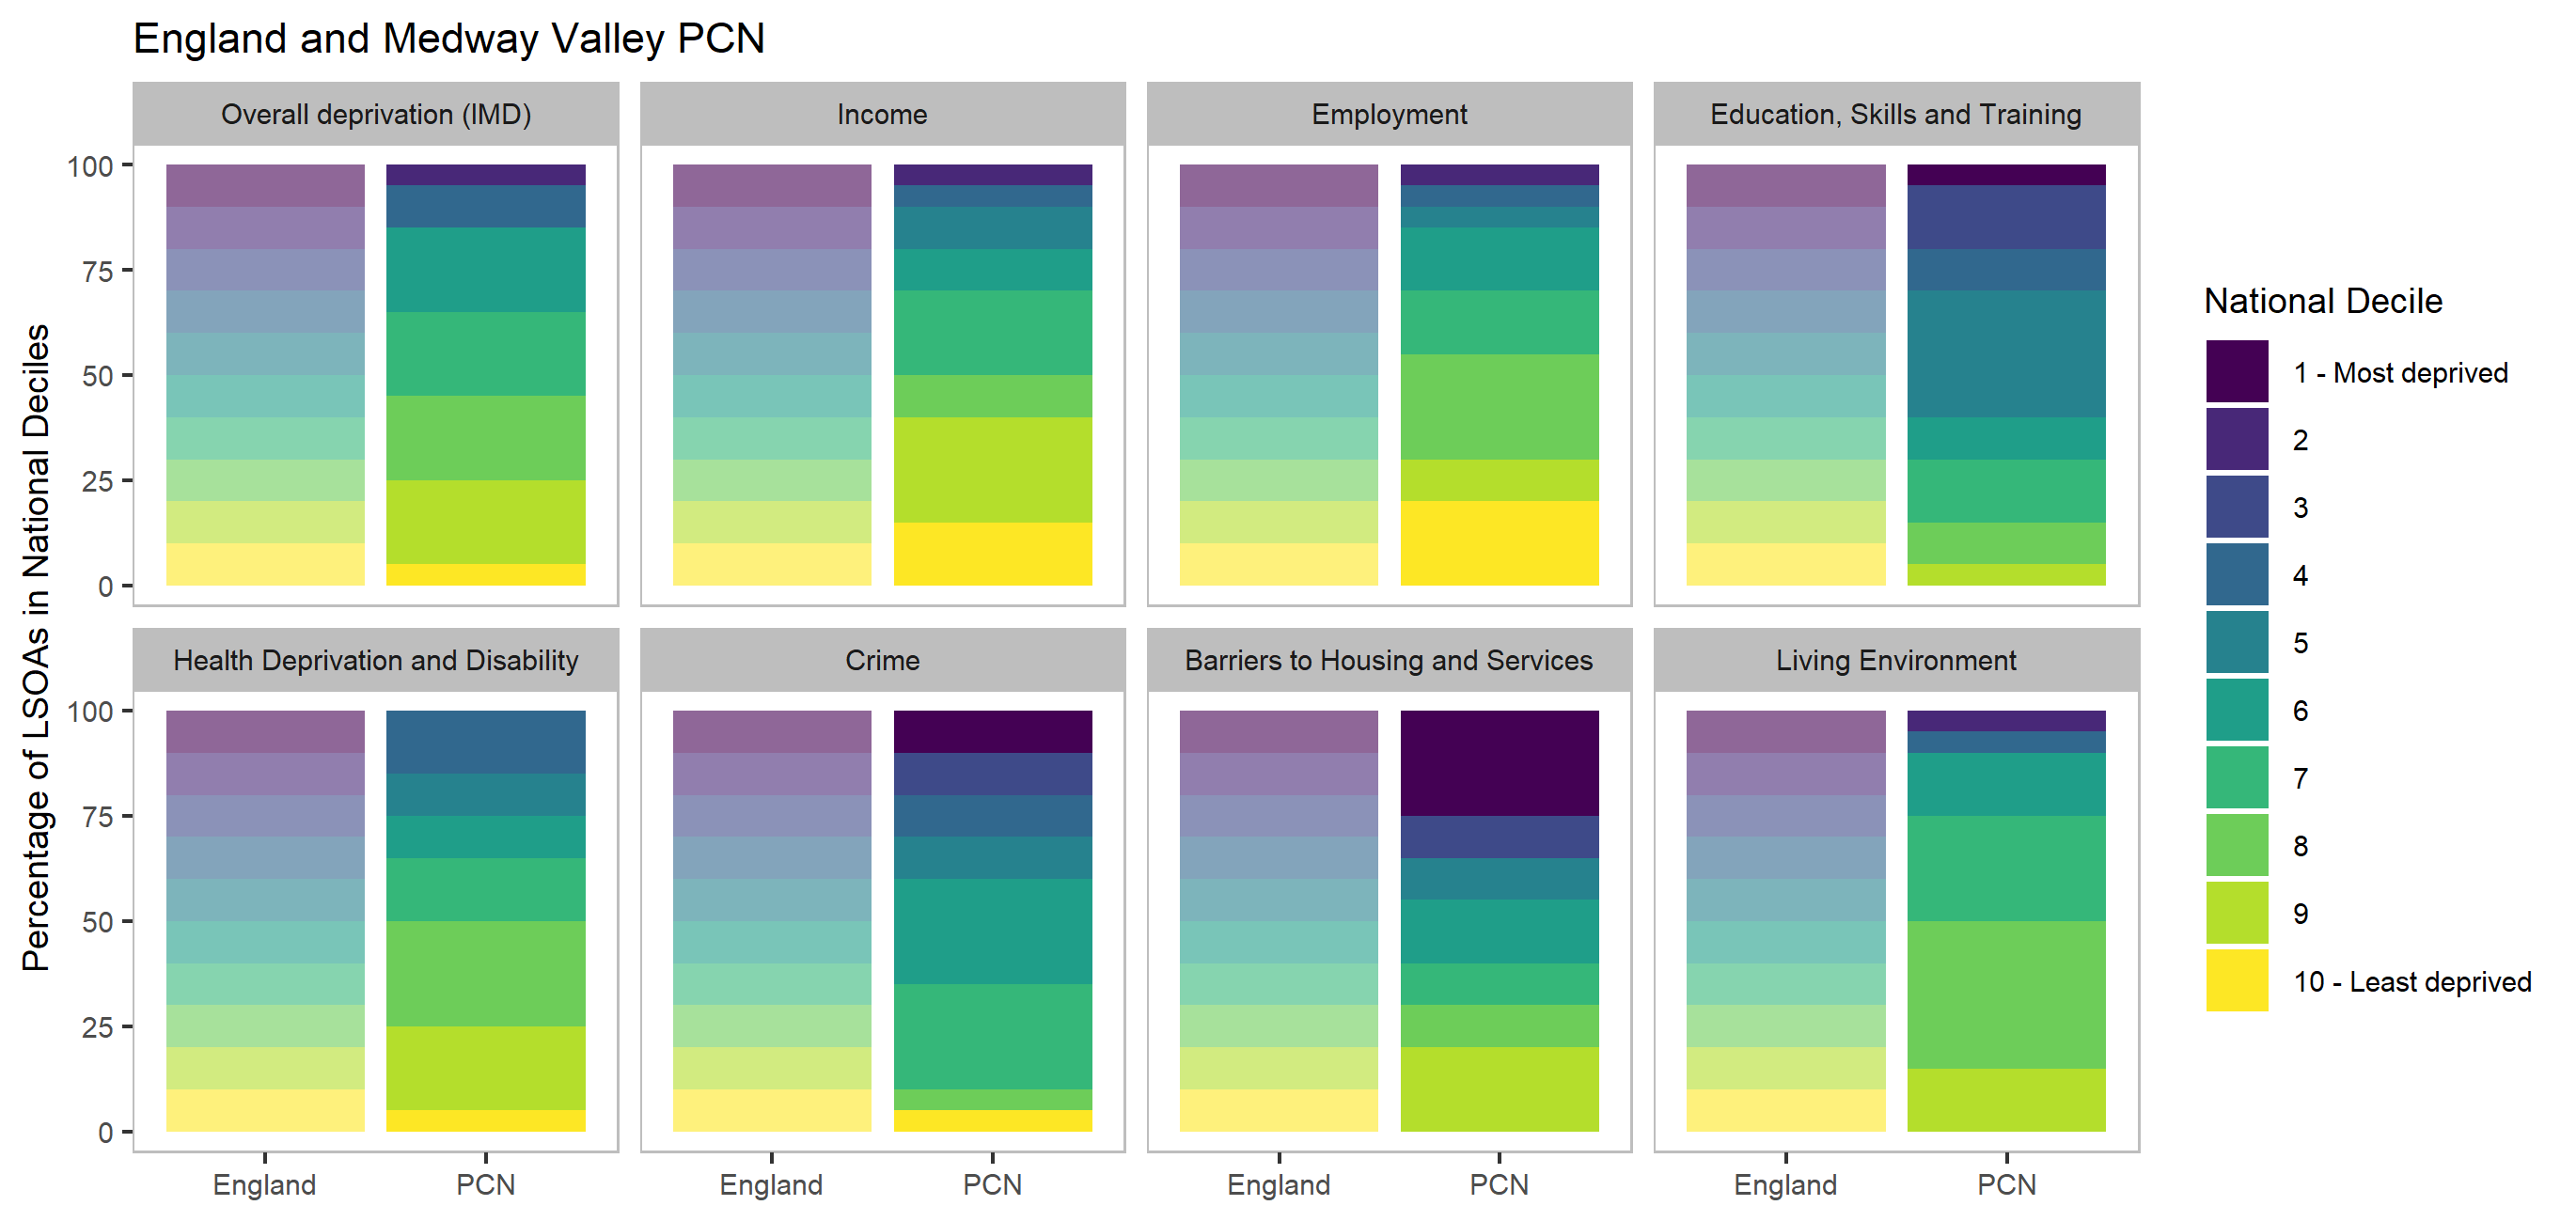 England and Medway Valley PCN
Overall deprivation (IMD)
Income
Employment
Education, Skills and Training
100
75
50
25
0
Health Deprivation and Disability
Crime
Barriers to Housing and Services
Living Environment
100
75
50
25
0
England
PCN
England
PCN
England
PCN
England
PCN
Percentage of LSOAs in National Deciles
National Decile
1 - Most deprived
2
3
4
5
6
7
8
9
10 - Least deprived